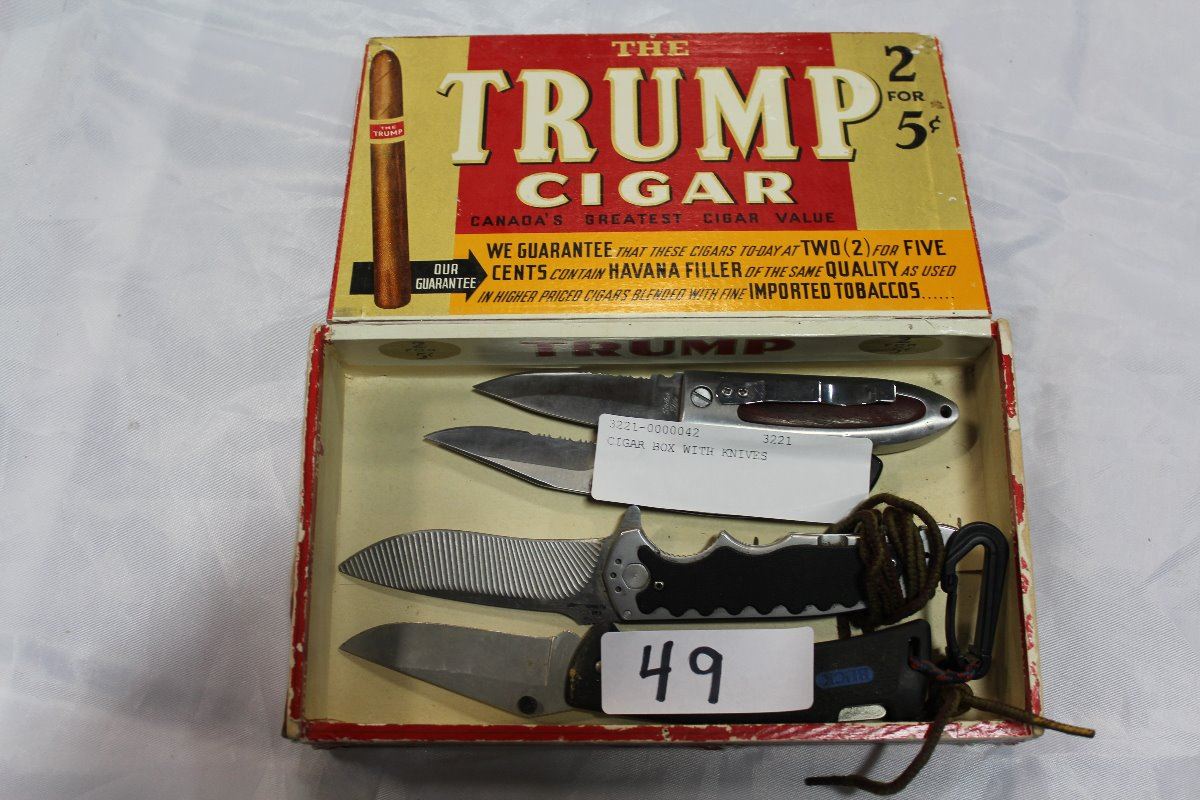 THE
TRUMP
CIGAR
CANADA'S GREATEST CIGAR VALUE
2
FOR
5¢
THE
TRUMP
OUR
GUARANTEE
WE GUARANTEE THAT THESE CIGARS TO-DAY AT TWO (2) FOR FIVE
CENTS CONTAIN HAVANA FILLER OF THE SAME QUALITY AS USED
IN HIGHER PRICED CIGARS BLENDED WITH FINE IMPORTED TOBACCOS......
TRUMP
3221-0000042 3221
CIGAR BOX WITH KNIVES
49
BUCK